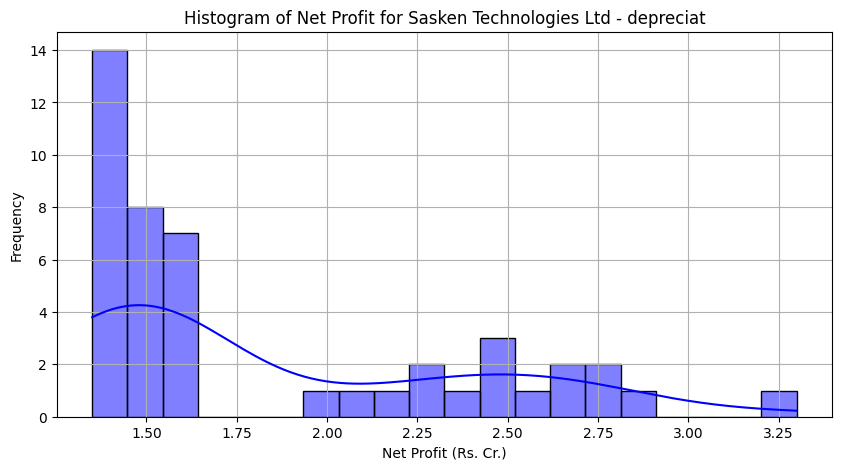 Histogram of Net Profit for Sasken Technologies Ltd - depreciat
Frequency
14
12
10
8
6
4
2
0
1.50 1.75 2.00 2.25 2.50 2.75 3.00 3.25
Net Profit (Rs. Cr.)